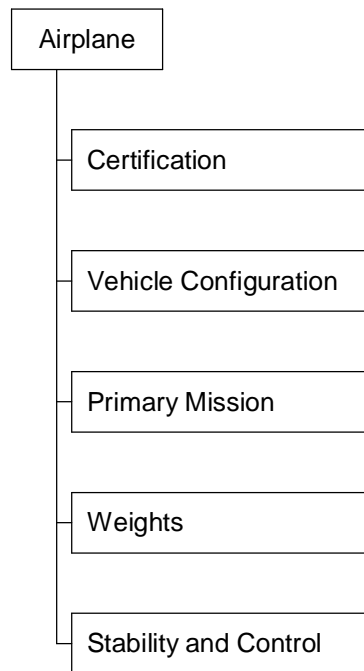 Airplane
Certification
Vehicle Configuration
Primary Mission
Weights
Stability and Control